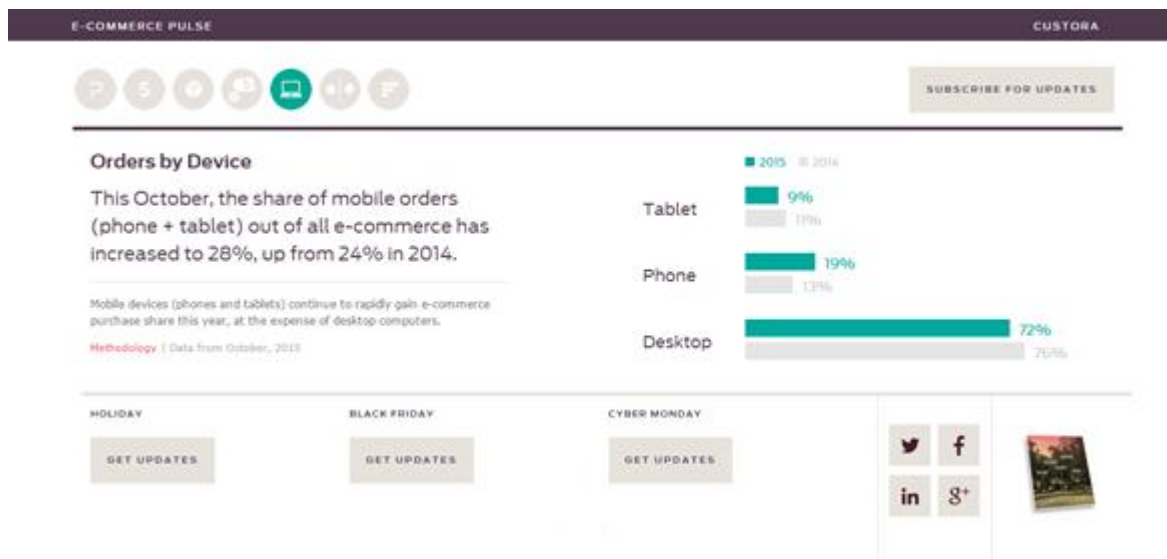 E-COMMERCE PULSE
CUSTORA
SUBSCRIBE FOR UPDATES
Orders by Device
This October, the share of mobile orders
(phone + tablet) out of all e-commerce has
increased to 28%, up from 24% in 2014.
Mobile devices (phones and tablets) continue to rapidly gain e-commerce
purchase share this year, at the expense of desktop computers.
Methodology | Data from October, 2015
2015 2014
Tablet
9%
11%
Phone
19%
13%
Desktop
72%
76%
HOLIDAY
BLACK FRIDAY
CYBER MONDAY
GET UPDATES
GET UPDATES
GET UPDATES
f
in
g+